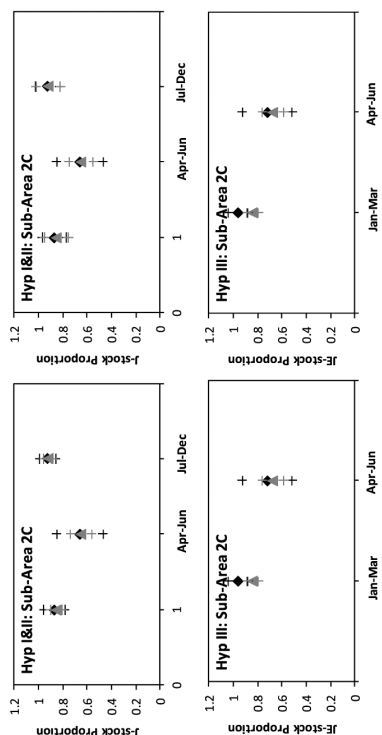 Hyp I&II: Sub-Area 2C
J-stock Proportion
1.2
1
0.8
0.6
0.4
0.2
0
0
1
Apr-Jun
Jul-Dec
Hyp I&II: Sub-Area 2C
J-stock Proportion
1.2
1
0.8
0.6
0.4
0.2
0
0
1
Apr-Jun
Jul-Dec
Hyp III: Sub-Area 2C
JE-stock Proportion
1.2
1
0.8
0.6
0.4
0.2
0
Jan-Mar
Apr-Jun
Hyp III: Sub-Area 2C
JE-stock Proportion
1.2
1
0.8
0.6
0.4
0.2
0
Jan-Mar
Apr-Jun